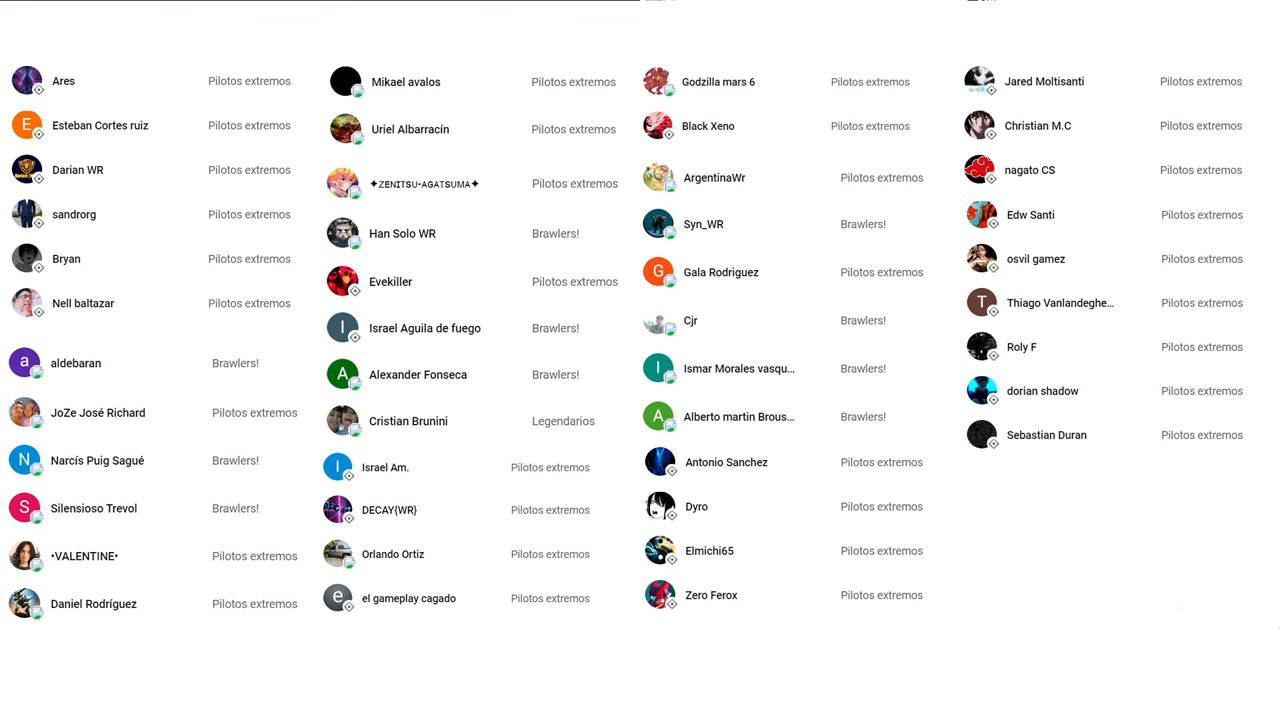 Ares Pilotos extremos
E Esteban Cortes ruiz Pilotos extremos
Darian WR Pilotos extremos
sandrorg Pilotos extremos
Bryan Pilotos extremos
Nell baltazar Pilotos extremos
a aldebaran Brawlers!
JoZe José Richard Pilotos extremos
N Narcís Puig Sagué Brawlers!
S Silensioso Trevol Brawlers!
•VALENTINE• Pilotos extremos
Daniel Rodríguez Pilotos extremos
Mikael avalos Pilotos extremos
Uriel Albarracín Pilotos extremos
✦ZENITSU-AGATSUMA✦ Pilotos extremos
Han Solo WR Brawlers!
Evekiller Pilotos extremos
I Israel Aguila de fuego Brawlers!
A Alexander Fonseca Brawlers!
Cristian Brunini Legendarios
I Israel Am. Pilotos extremos
DECAY{WR} Pilotos extremos
Orlando Ortiz Pilotos extremos
e el gameplay cagado Pilotos extremos
Godzilla mars 6 Pilotos extremos
Black Xeno Pilotos extremos
ArgentinaWr Pilotos extremos
Syn_WR Brawlers!
G Gala Rodriguez Pilotos extremos
Cjr Brawlers!
I Ismar Morales vasqu... Brawlers!
A Alberto martin Brous... Brawlers!
Antonio Sanchez Pilotos extremos
Dyro Pilotos extremos
Elmichi65 Pilotos extremos
Zero Ferox Pilotos extremos
Jared Moltisanti Pilotos extremos
Christian M.C Pilotos extremos
nagato CS Pilotos extremos
Edw Santi Pilotos extremos
osvil gamez Pilotos extremos
T Thiago Vanlandeghe... Pilotos extremos
Roly F Pilotos extremos
dorian shadow Pilotos extremos
Sebastian Duran Pilotos extremos